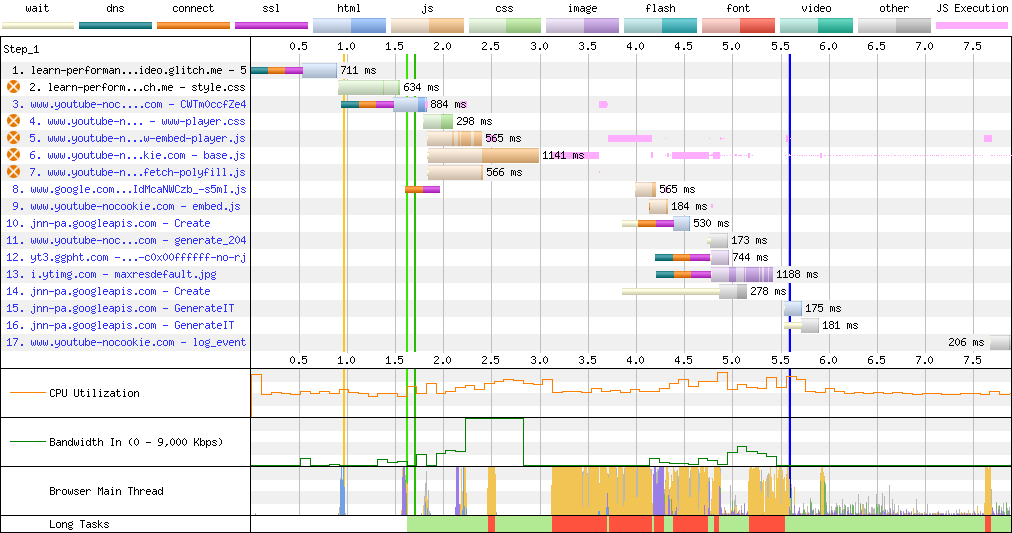 wait dns connect ssl html js css image flash font video other JS Execution
Step_1
0.5 1.0 1.5 2.0 2.5 3.0 3.5 4.0 4.5 5.0 5.5 6.0 6.5 7.0 7.5
1. learn-performan...ideo.glitch.me - 5 711 ms
2. learn-perform...ch.me - style.css 634 ms
3. www.youtube-noc....com - CWTmOccfZe4 884 ms
4. www.youtube-n... - www-player.css 298 ms
5. www.youtube-n...w-embed-player.js 565 ms
6. www.youtube-n...kie.com - base.js 1141 ms
7. www.youtube-n...fetch-polyfill.js 566 ms
8. www.google.com...IdMcaNWCzb_-s5mI.js 565 ms
9. www.youtube-nocookie.com - embed.js 184 ms
10. jnn-pa.googleapis.com - Create 530 ms
11. www.youtube-noc...com - generate_204 173 ms
12. yt3.ggpht.com -...-c0x00ffffff-no-rj 744 ms
13. i.ytimg.com - maxresdefault.jpg 1188 ms
14. jnn-pa.googleapis.com - Create 278 ms
15. jnn-pa.googleapis.com - GenerateIT 175 ms
16. jnn-pa.googleapis.com - GenerateIT 181 ms
17. www.youtube-nocookie.com - log_event 206 ms
0.5 1.0 1.5 2.0 2.5 3.0 3.5 4.0 4.5 5.0 5.5 6.0 6.5 7.0 7.5
CPU Utilization
Bandwidth In (0 - 9,000 Kbps)
Browser Main Thread
Long Tasks